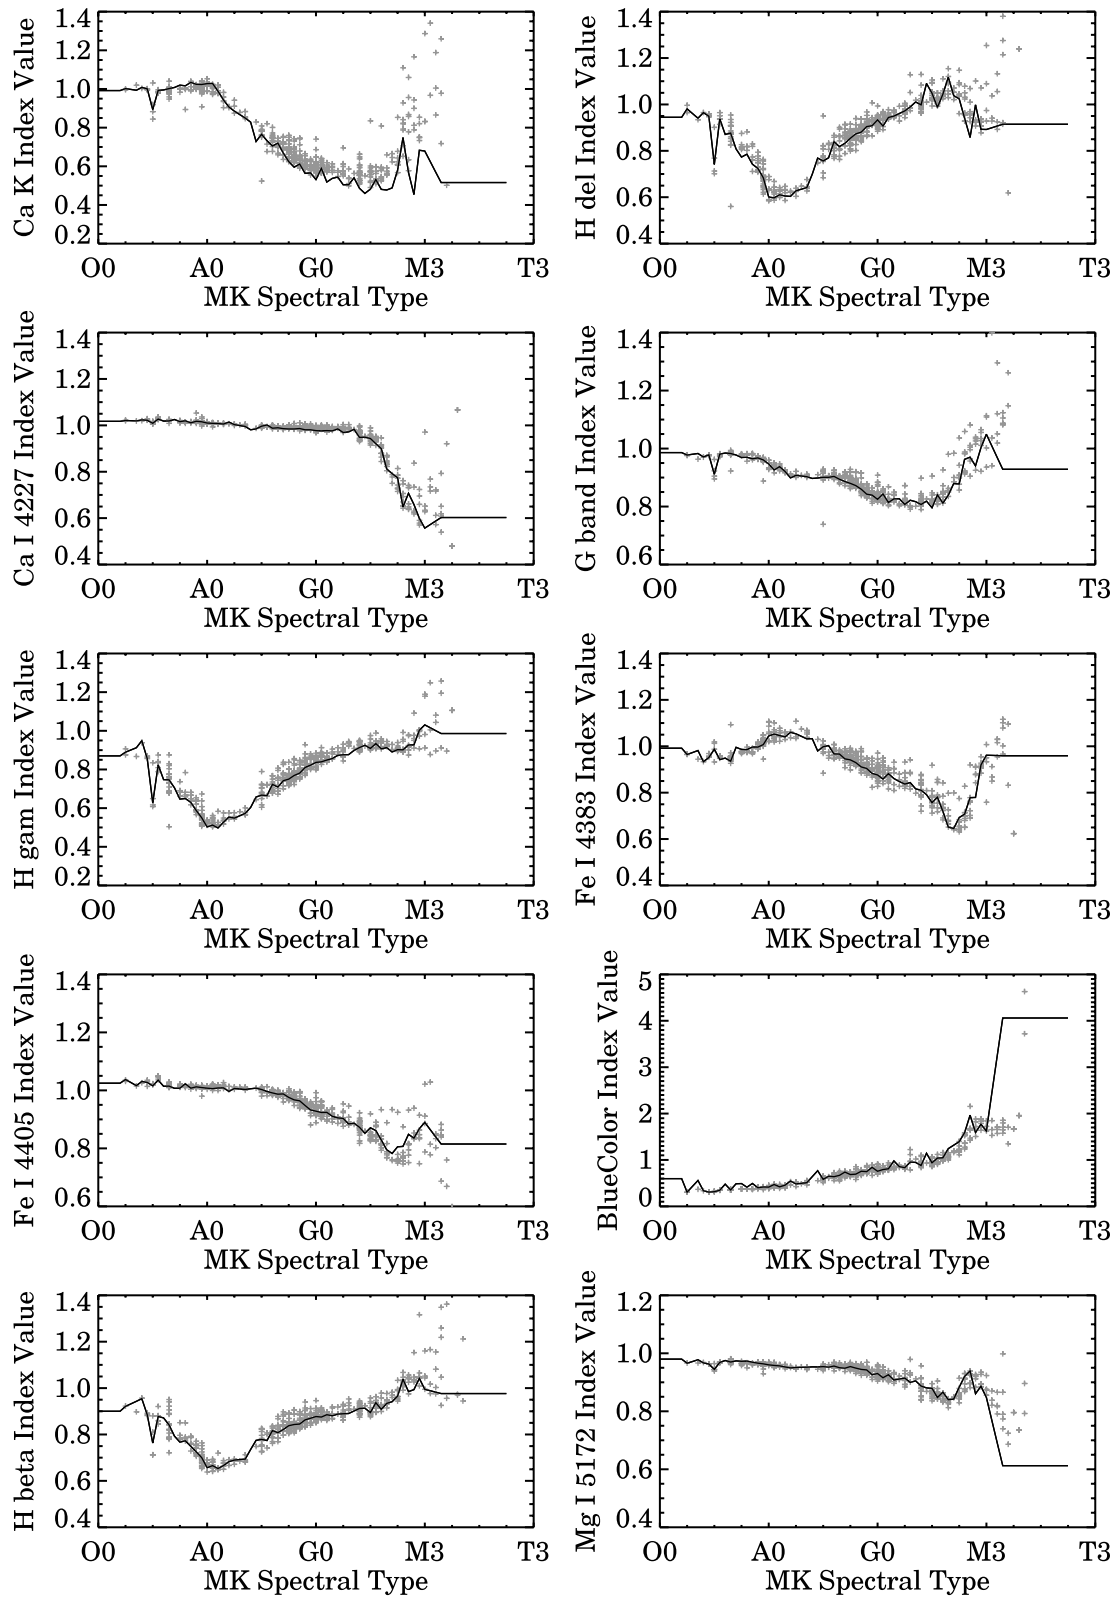 1.4
1.2
1.0
0.8
0.6
0.4
0.2
Ca K Index Value
O0 A0 G0 M3 T3
MK Spectral Type
1.4
1.2
1.0
0.8
0.6
0.4
H del Index Value
O0 A0 G0 M3 T3
MK Spectral Type
1.4
1.2
1.0
0.8
0.6
0.4
Ca I 4227 Index Value
O0 A0 G0 M3 T3
MK Spectral Type
1.4
1.2
1.0
0.8
0.6
G band Index Value
O0 A0 G0 M3 T3
MK Spectral Type
1.4
1.2
1.0
0.8
0.6
0.4
0.2
H gam Index Value
O0 A0 G0 M3 T3
MK Spectral Type
1.4
1.2
1.0
0.8
0.6
0.4
Fe I 4383 Index Value
O0 A0 G0 M3 T3
MK Spectral Type
1.4
1.2
1.0
0.8
0.6
Fe I 4405 Index Value
O0 A0 G0 M3 T3
MK Spectral Type
5
4
3
2
1
0
BlueColor Index Value
O0 A0 G0 M3 T3
MK Spectral Type
1.4
1.2
1.0
0.8
0.6
0.4
H beta Index Value
O0 A0 G0 M3 T3
MK Spectral Type
1.2
1.0
0.8
0.6
0.4
Mg I 5172 Index Value
O0 A0 G0 M3 T3
MK Spectral Type